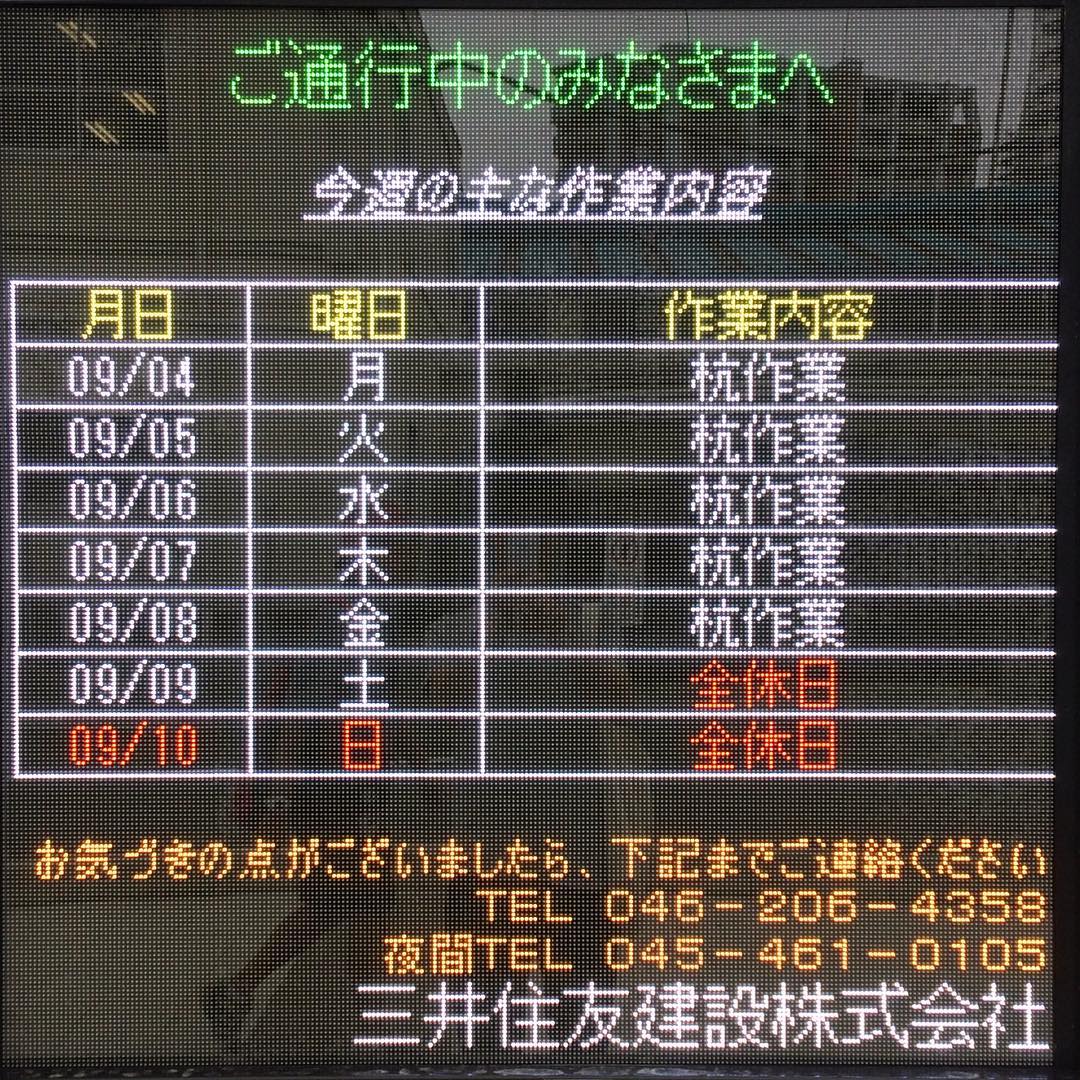 ご通行中のみなさまへ
今週の主な作業内容
月日 曜日 作業内容
09/04 月 杭作業
09/05 火 杭作業
09/06 水 杭作業
09/07 木 杭作業
09/08 金 杭作業
09/09 土 全休日
09/10 日 全休日
お気づきの点がございましたら、下記までご連絡ください
TEL 046－206－4358
夜間TEL 045－461－0105
三井住友建設株式会社